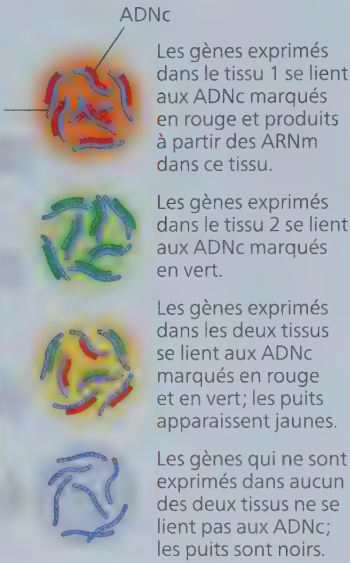 ADNc
Les gènes exprimés
dans le tissu 1 se lient
aux ADNc marqués
en rouge et produits
à partir des ARNm
dans ce tissu.
Les gènes exprimés
dans le tissu 2 se lient
aux ADNc marqués
en vert.
Les gènes exprimés
dans les deux tissus
se lient aux ADNc
marqués en rouge
et en vert; les puits
apparaissent jaunes.
Les gènes qui ne sont
exprimés dans aucun
des deux tissus ne se
lient pas aux ADNc;
les puits sont noirs.